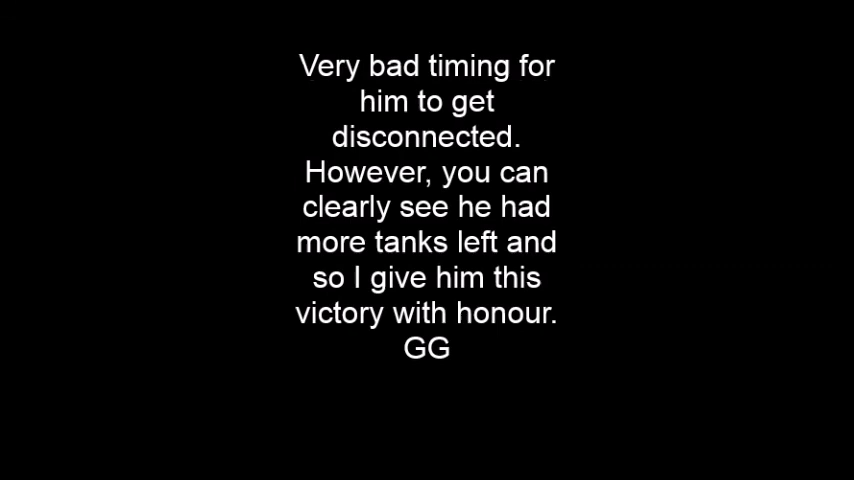 Very bad timing for
him to get
disconnected.
However, you can
clearly see he had
more tanks left and
so I give him this
victory with honour.
GG